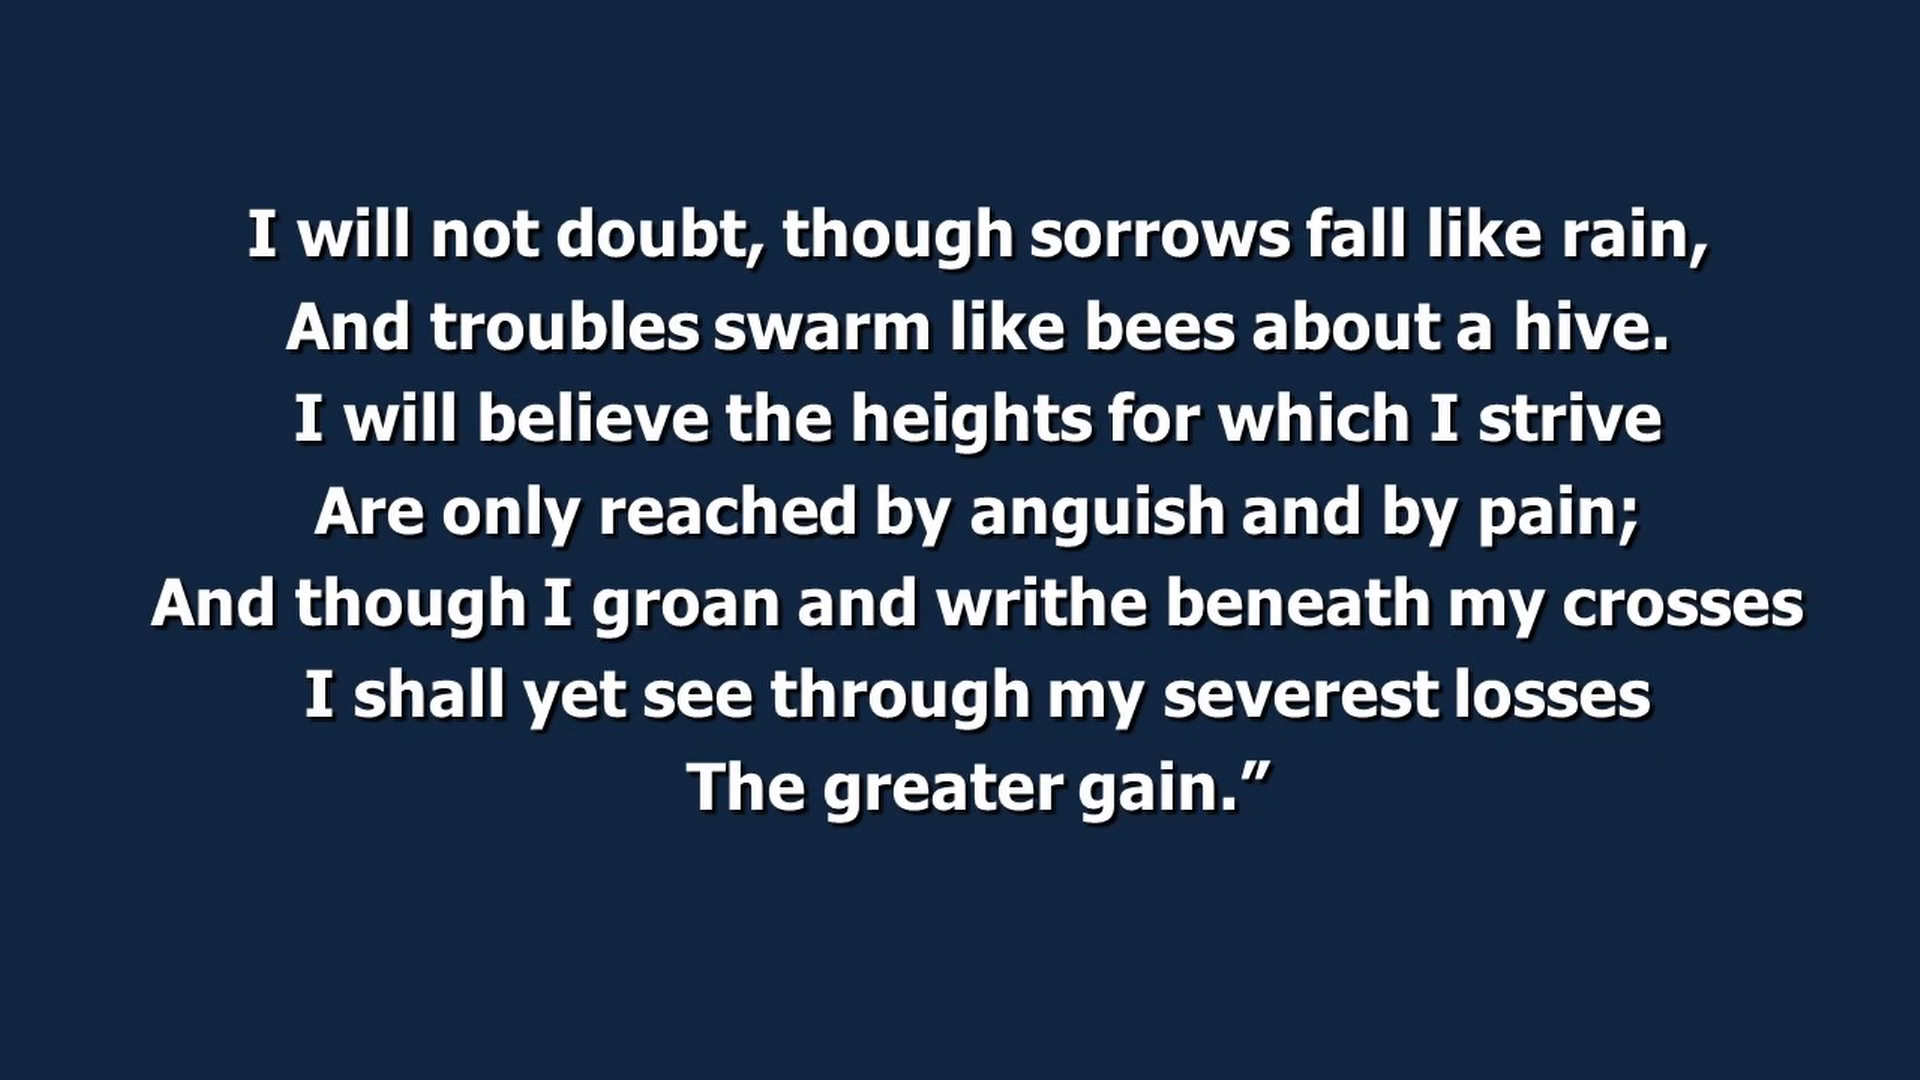 I will not doubt, though sorrows fall like rain,
And troubles swarm like bees about a hive.
I will believe the heights for which I strive
Are only reached by anguish and by pain;
And though I groan and writhe beneath my crosses
I shall yet see through my severest losses
The greater gain.”